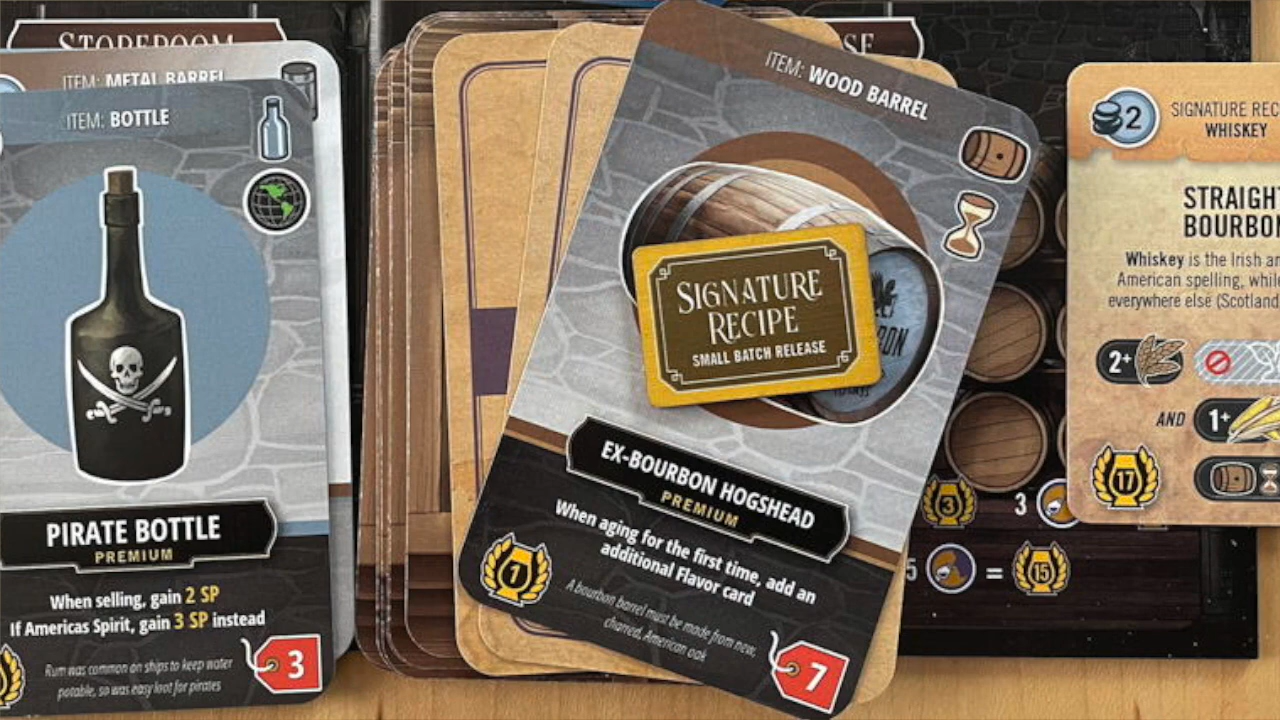 STOREROOM
ITEM: METAL BARREL
ITEM: BOTTLE
PIRATE BOTTLE
PREMIUM
When selling, gain 2 SP
If Americas Spirit, gain 3 SP instead
Rum was common on ships to keep water
potable, so was easy loot for pirates
3
ITEM: WOOD BARREL
SIGNATURE
RECIPE
SMALL BATCH RELEASE
EX-BOURBON HOGSHEAD
PREMIUM
When aging for the first time, add an
additional Flavor card
A bourbon barrel must be made from new,
charred, American oak
1
7
3
3
5
=
15
2
SIGNATURE REC
WHISKEY
STRAIGHT
BOURBON
Whiskey is the Irish an
American spelling, while
everywhere else (Scotland,
2+
AND
1+
17